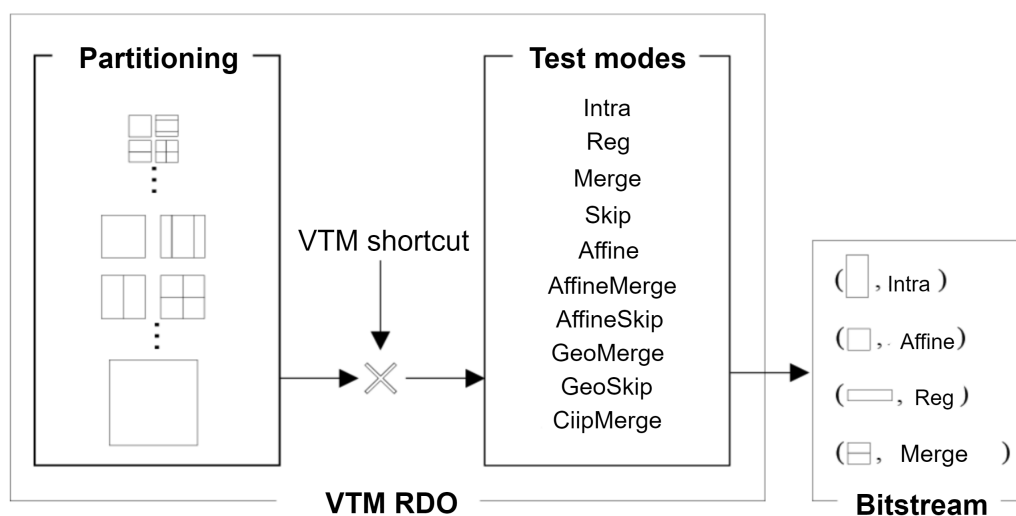 Partitioning
Test modes
Intra
Reg
Merge
Skip
Affine
AffineMerge
AffineSkip
GeoMerge
GeoSkip
CiipMerge
VTM shortcut
VTM RDO
( , Intra )
( , Affine)
( , Reg )
( , Merge )
Bitstream